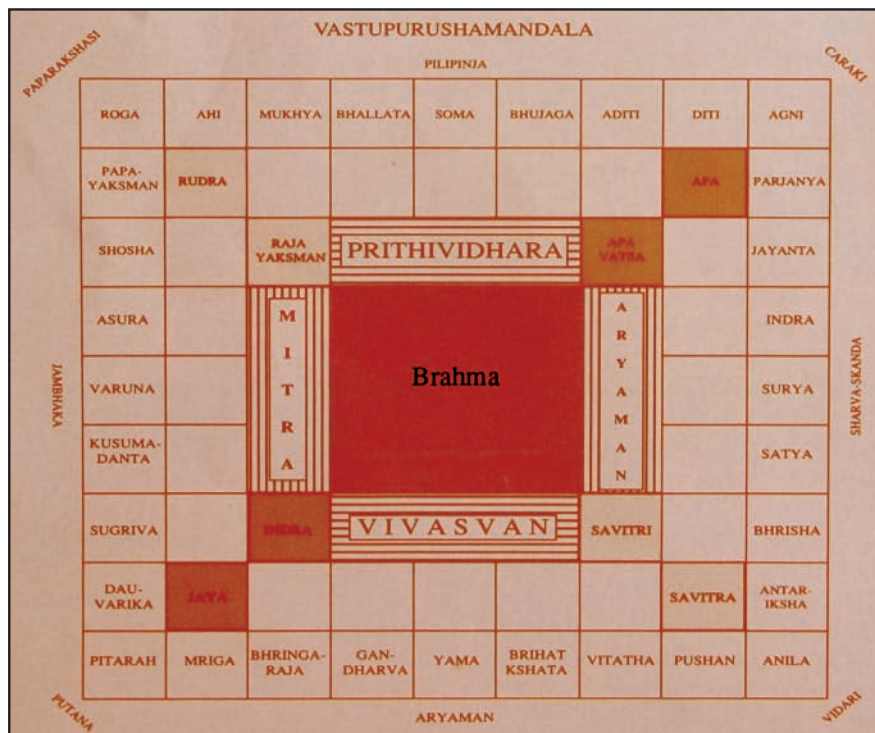 VASTUPURUSHAMANDALA
PAPARAKSHASI
PILIPINJA
CARAKI
ROGA AHI MUKHYA BHALLATA SOMA BHUJAGA ADITI DITI AGNI
PAPA-
YAKSMAN RUDRA APA PARJANYA
SHOSHA RAJA
YAKSMAN PRITHIVIDHARA APA
VATSA JAYANTA
ASURA MITRA ARYAMAN INDRA
JAMBHAKA
VARUNA Brahma SURYA
SHARVA-SKANDA
KUSUMA-
DANTA SATYA
SUGRIVA INDRA VIVASVAN SAVITRI BHRISHA
DAU-
VARIKA JAYA SAVITRA ANTAR-
IKSHA
PITARAH MRIGA BHRINGA-
RAJA GAN-
DHARVA YAMA BRIHAT
KSHATA VITATHA PUSHAN ANILA
PUTANA
ARYAMAN
VIDARI